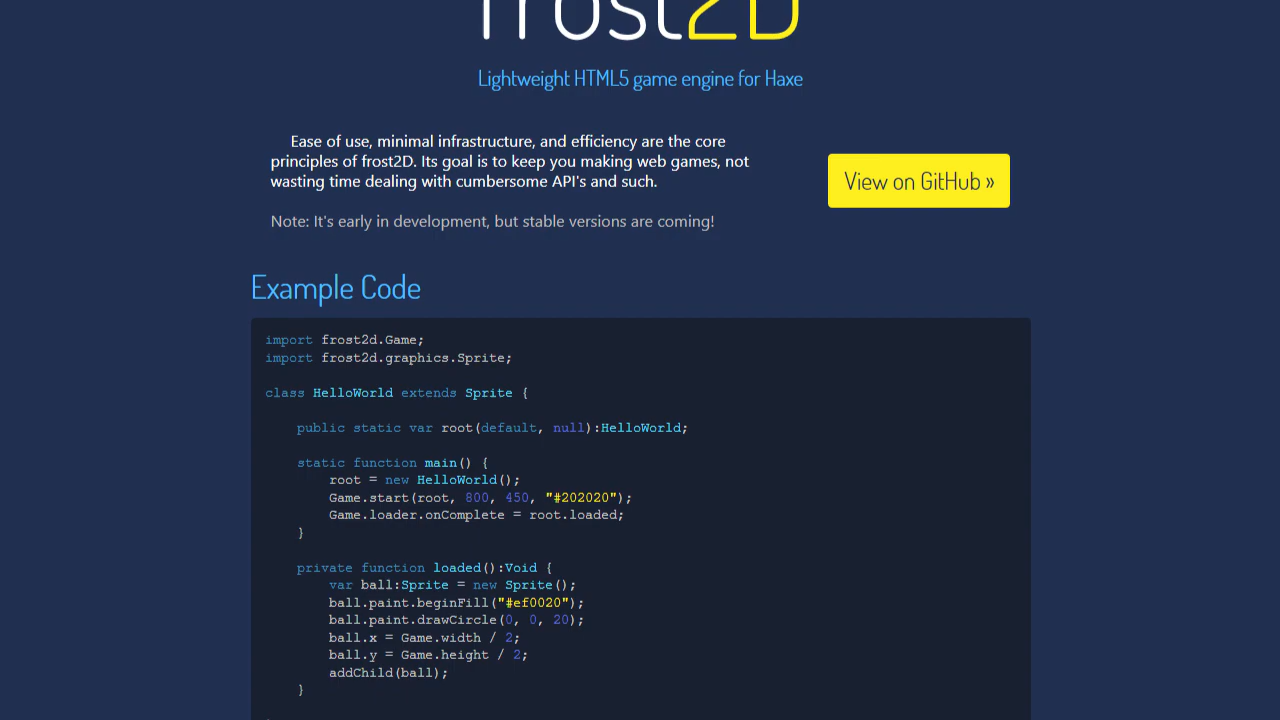 frost2D
Lightweight HTML5 game engine for Haxe
Ease of use, minimal infrastructure, and efficiency are the core
principles of frost2D. Its goal is to keep you making web games, not
wasting time dealing with cumbersome API's and such.
View on GitHub »
Note: It's early in development, but stable versions are coming!
Example Code
import frost2d.Game;
import frost2d.graphics.Sprite;
class HelloWorld extends Sprite {
public static var root(default, null):HelloWorld;
static function main() {
root = new HelloWorld();
Game.start(root, 800, 450, "#202020");
Game.loader.onComplete = root.loaded;
}
private function loaded():Void {
var ball:Sprite = new Sprite();
ball.paint.beginFill("#ef0020");
ball.paint.drawCircle(0, 0, 20);
ball.x = Game.width / 2;
ball.y = Game.height / 2;
addChild(ball);
}